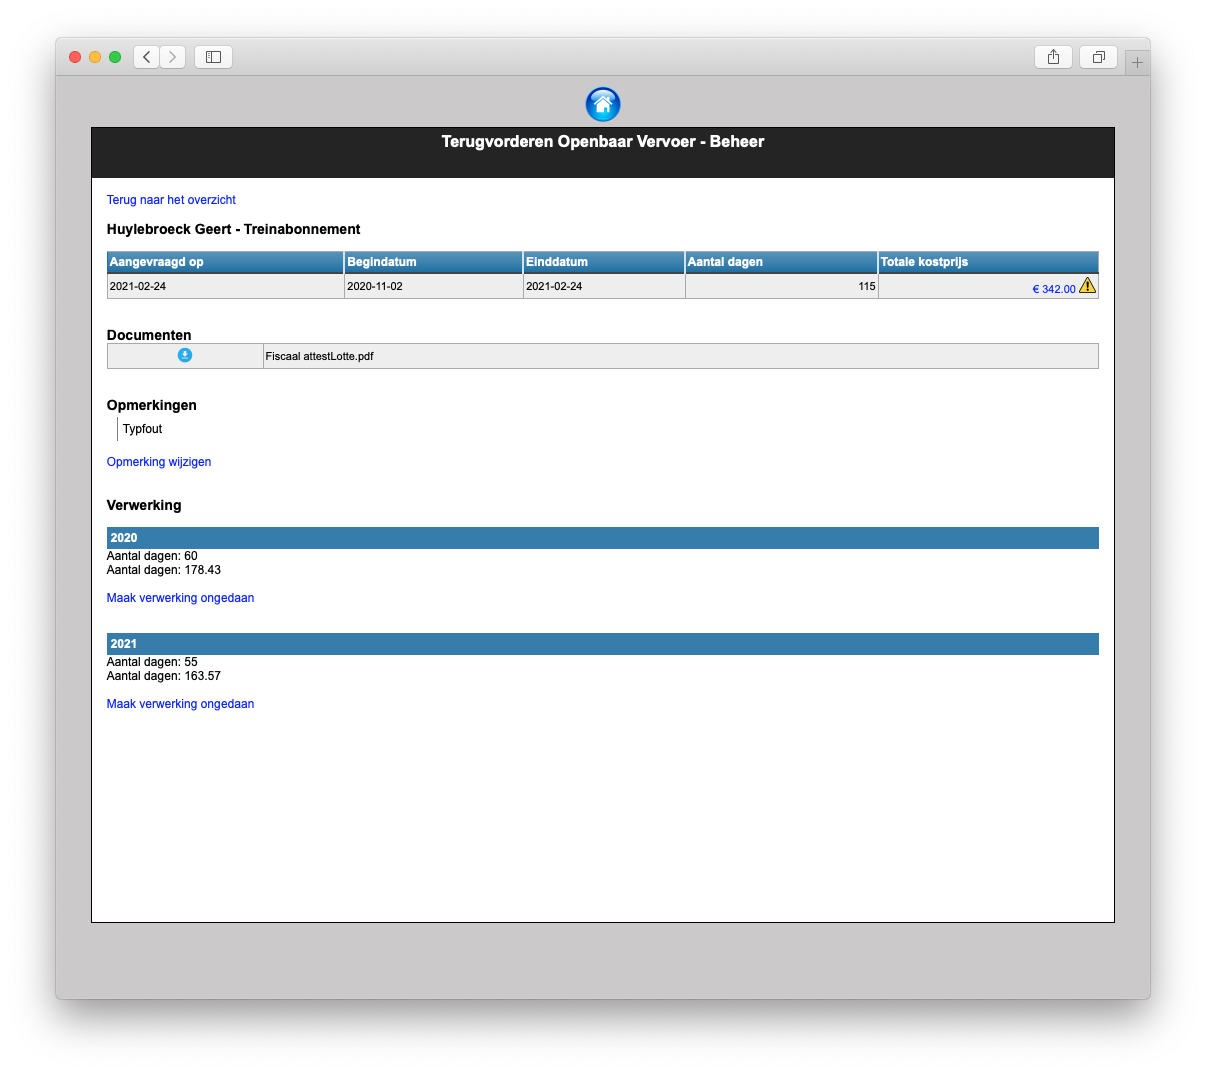 Terugvorderen Openbaar Vervoer - Beheer
Terug naar het overzicht
Huylebroeck Geert - Treinabonnement
Aangevraagd op Begindatum Einddatum Aantal dagen Totale kostprijs
2021-02-24 2020-11-02 2021-02-24 115 € 342.00
Documenten
Fiscaal attestLotte.pdf
Opmerkingen
Typfout
Opmerking wijzigen
Verwerking
2020
Aantal dagen: 60
Aantal dagen: 178.43
Maak verwerking ongedaan
2021
Aantal dagen: 55
Aantal dagen: 163.57
Maak verwerking ongedaan